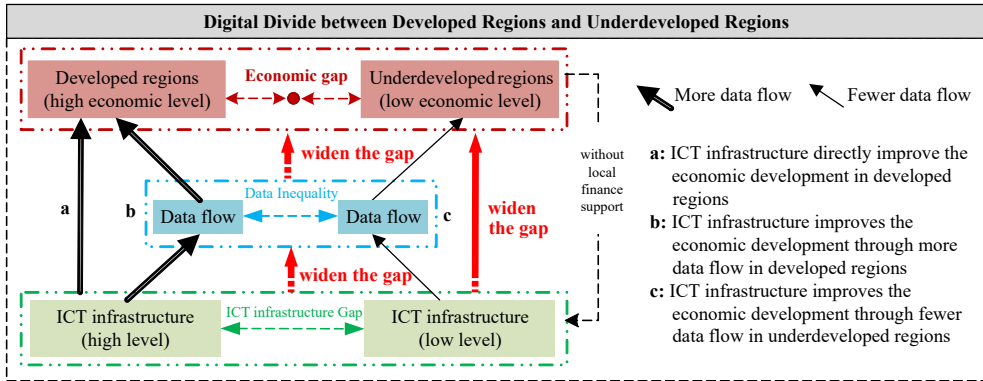 Digital Divide between Developed Regions and Underdeveloped Regions
Developed regions
(high economic level)
Economic gap
Underdeveloped regions
(low economic level)
More data flow
Fewer data flow
widen the gap
without
local
finance
support
a
b
Data Inequality
Data flow
Data flow
c
widen
the gap
widen the gap
ICT infrastructure
(high level)
ICT infrastructure Gap
ICT infrastructure
(low level)
a: ICT infrastructure directly improve the
economic development in developed
regions
b: ICT infrastructure improves the
economic development through more
data flow in developed regions
c: ICT infrastructure improves the
economic development through fewer
data flow in underdeveloped regions